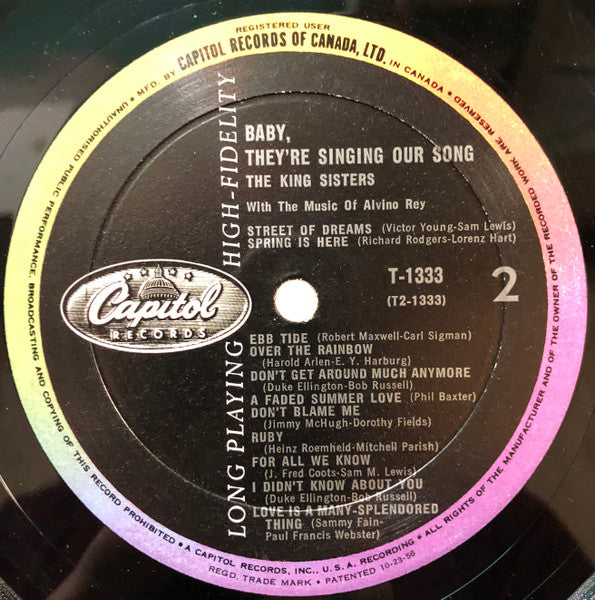 REGISTERED USER
• MFD. BY CAPITOL RECORDS OF CANADA, LTD. IN CANADA •
UNAUTHORISED PUBLIC PERFORMANCE, BROADCASTING AND COPYING OF THIS RECORD PROHIBITED •
ALL RIGHTS OF THE MANUFACTURER AND OF THE OWNER OF THE RECORDED WORK ARE RESERVED
LONG PLAYING HIGH-FIDELITY
BABY,
THEY'RE SINGING OUR SONG
THE KING SISTERS
With The Music Of Alvino Rey
STREET OF DREAMS (Victor Young-Sam Lewis)
SPRING IS HERE (Richard Rodgers-Lorenz Hart)
Capitol
RECORDS
T-1333
(T2-1333)
2
EBB TIDE (Robert Maxwell-Carl Sigman)
OVER THE RAINBOW
(Harold Arlen-E. Y. Harburg)
DON'T GET AROUND MUCH ANYMORE
(Duke Ellington-Bob Russell)
A FADED SUMMER LOVE (Phil Baxter)
DON'T BLAME ME
(Jimmy McHugh-Dorothy Fields)
RUBY
(Heinz Roemheld-Mitchell Parish)
FOR ALL WE KNOW
(J. Fred Coots-Sam M. Lewis)
I DIDN'T KNOW ABOUT YOU
(Duke Ellington-Bob Russell)
LOVE IS A MANY-SPLENDORED
THING (Sammy Fain-
Paul Francis Webster)
• A CAPITOL RECORDS, INC., U. S. A. RECORDING •
REGD. TRADE MARK • PATENTED 10-23-56